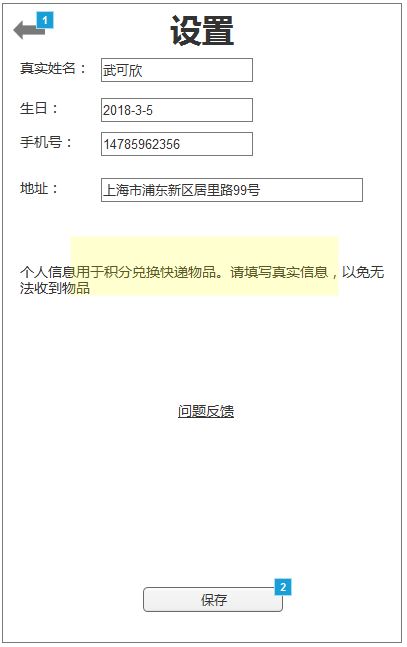 1
设置
真实姓名：
武可欣
生日：
2018-3-5
手机号：
14785962356
地址：
上海市浦东新区居里路99号
个人信息用于积分兑换快递物品。请填写真实信息，以免无
法收到物品
问题反馈
2
保存